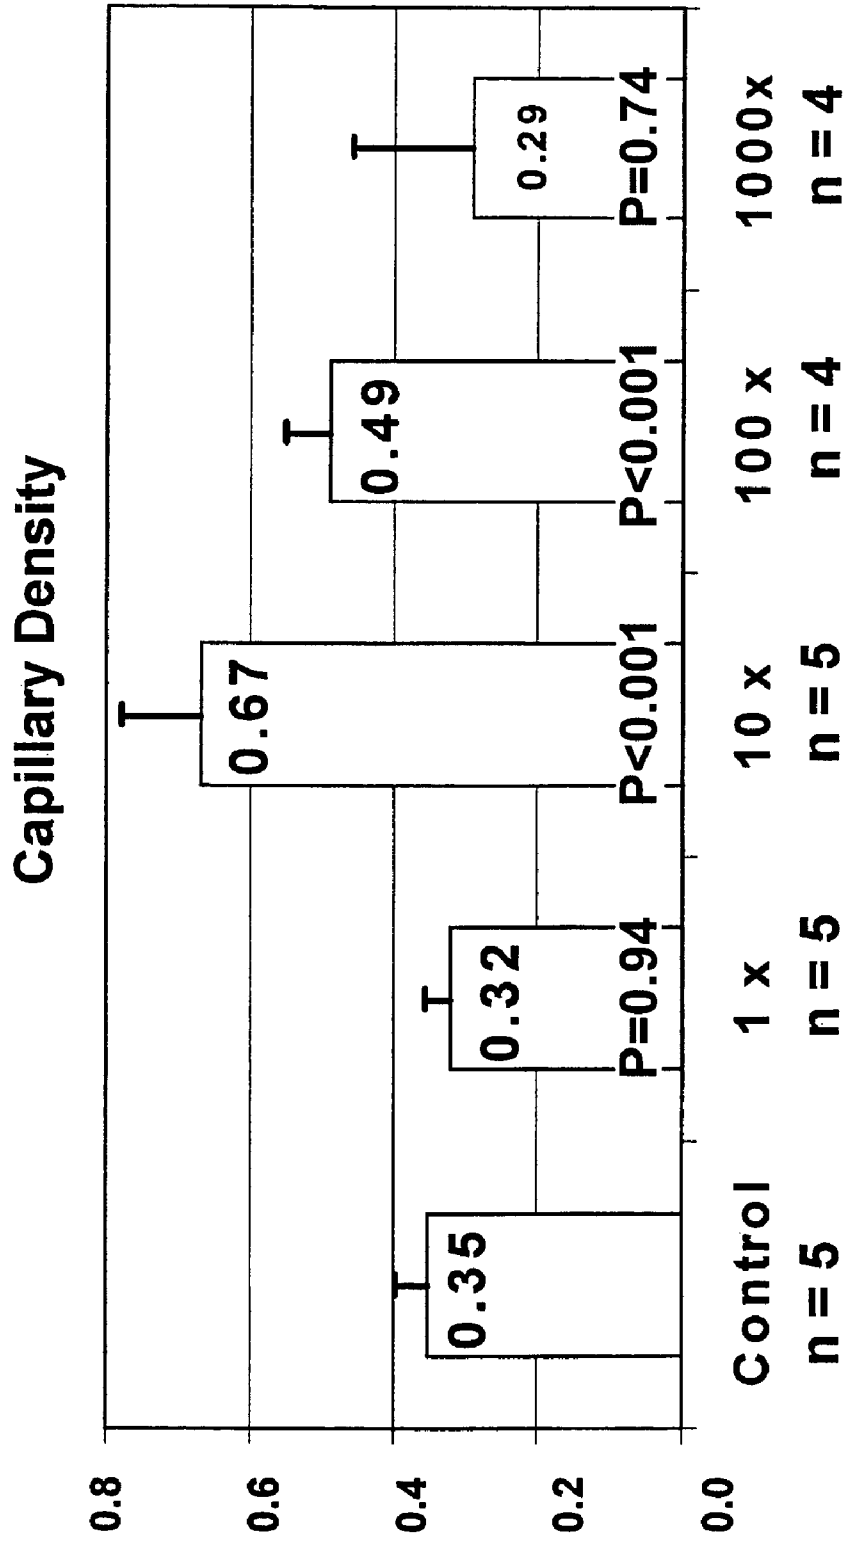 Capillary Density
0.8
0.6
0.4
0.2
0.0
0.35
0.32
0.67
0.49
0.29
P=0.94
P<0.001
P<0.001
P=0.74
Control
1 x
10 x
100 x
1000x
n = 5
n = 5
n = 5
n = 4
n = 4